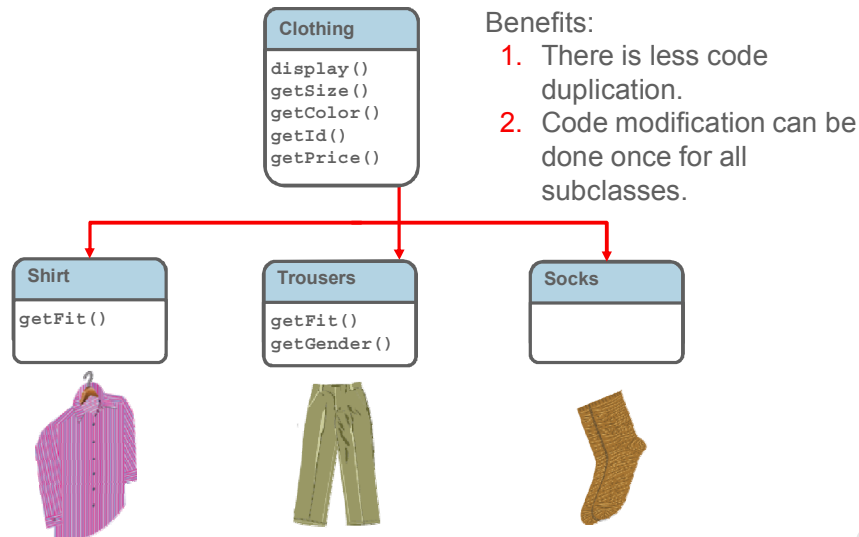 Clothing
display()
getSize()
getColor()
getId()
getPrice()
Benefits:
1. There is less code
duplication.
2. Code modification can be
done once for all
subclasses.
Shirt
getFit()
Trousers
getFit()
getGender()
Socks